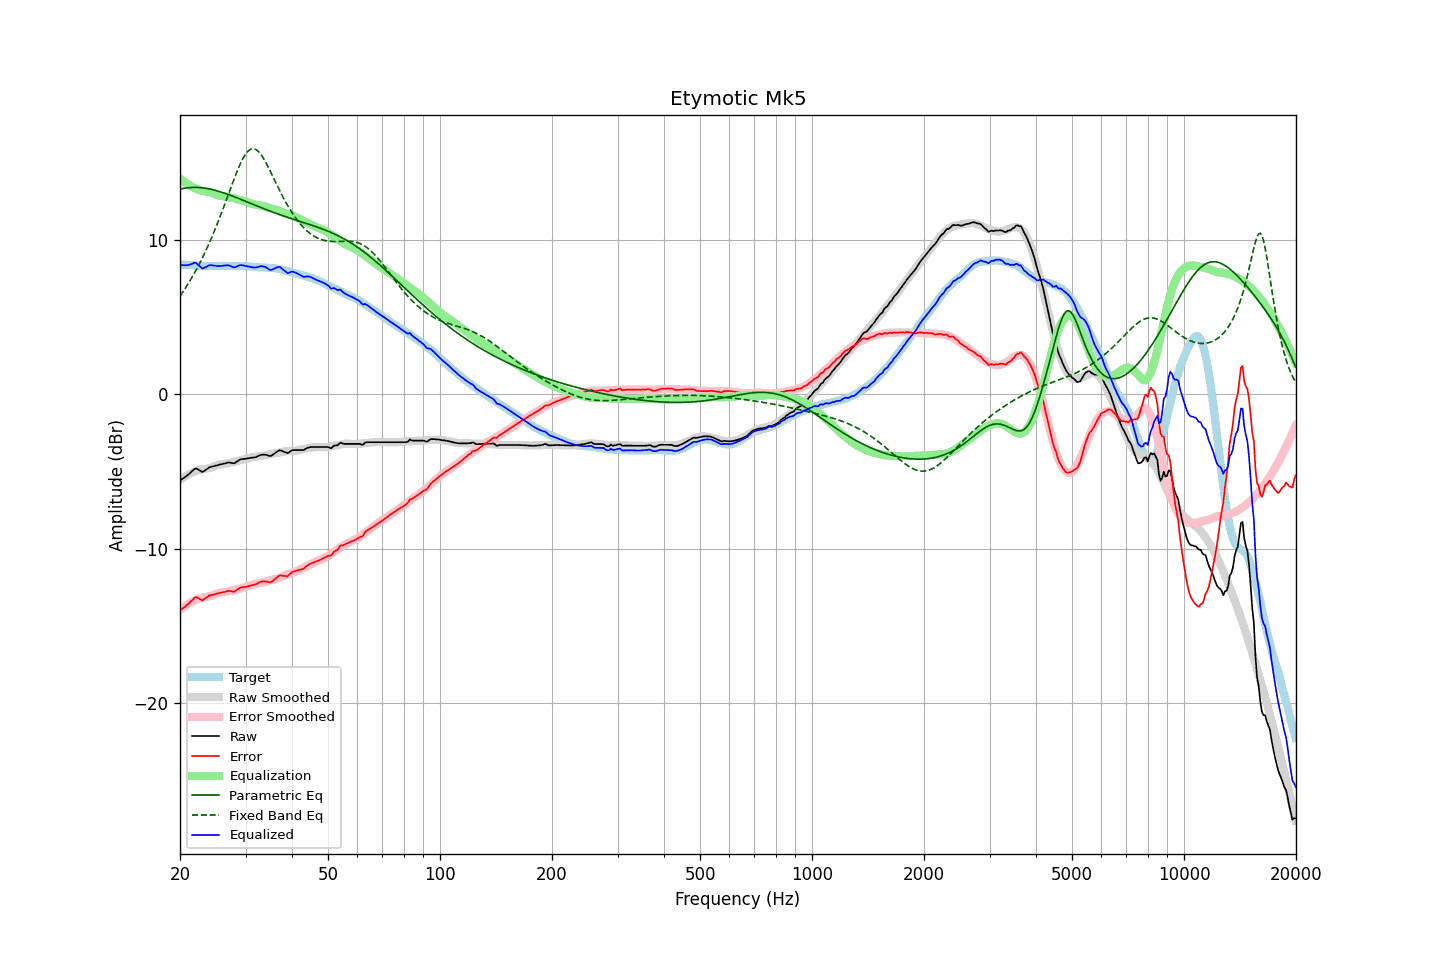 Etymotic Mk5
Amplitude (dBr)
10
0
−10
−20
Target
Raw Smoothed
Error Smoothed
Raw
Error
Equalization
Parametric Eq
Fixed Band Eq
Equalized
20 50 100 200 500 1000 2000 5000 10000 20000
Frequency (Hz)